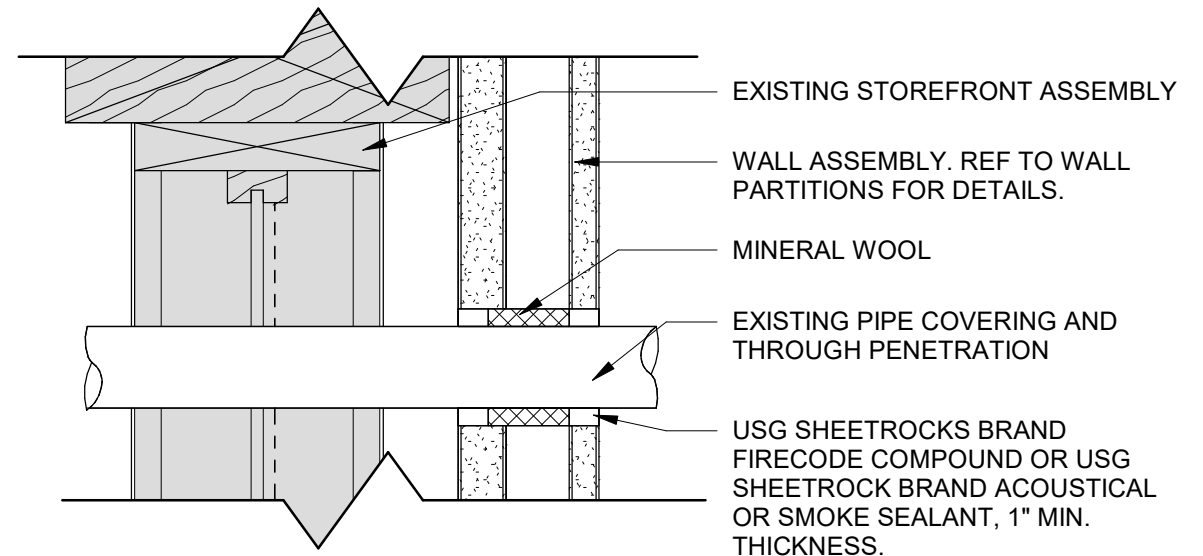 EXISTING STOREFRONT ASSEMBLY
WALL ASSEMBLY. REF TO WALL
PARTITIONS FOR DETAILS.
MINERAL WOOL
EXISTING PIPE COVERING AND
THROUGH PENETRATION
USG SHEETROCKS BRAND
FIRECODE COMPOUND OR USG
SHEETROCK BRAND ACOUSTICAL
OR SMOKE SEALANT, 1" MIN.
THICKNESS.